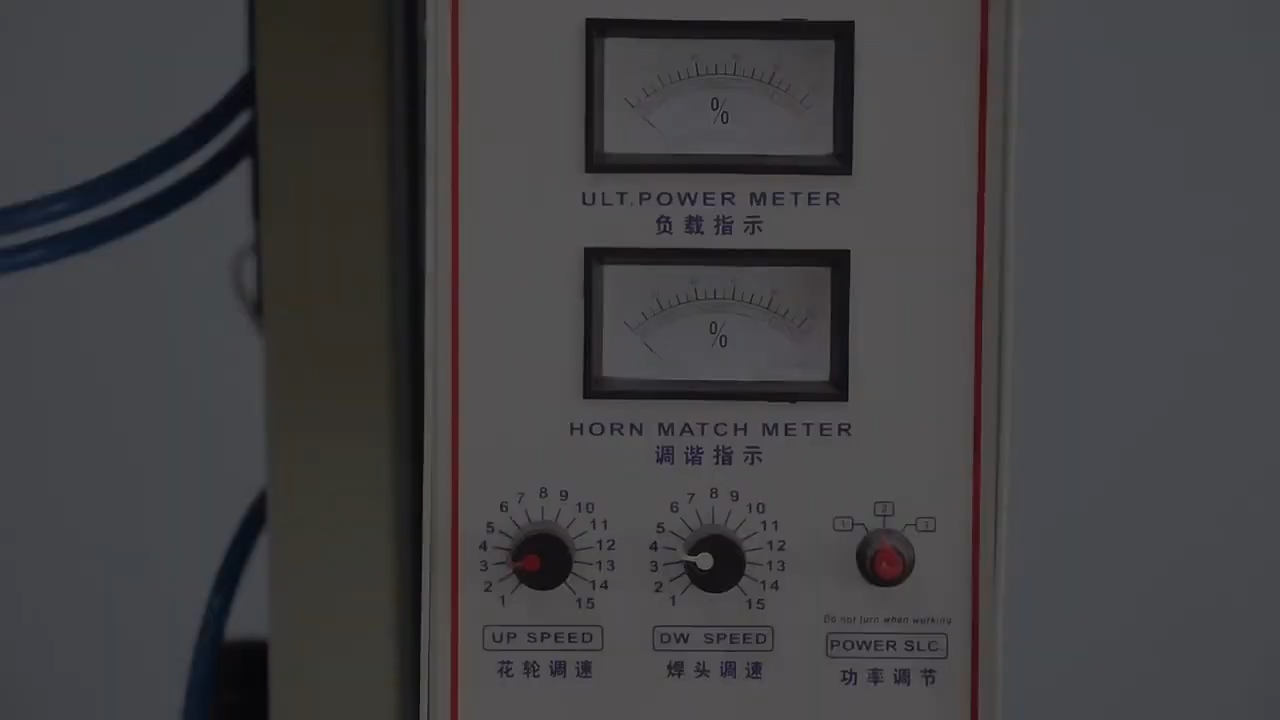 %
ULT.POWER METER
负载指示
%
HORN MATCH METER
调谐指示
1 2 3 4 5 6 7 8 9 10 11 12 13 14 15
1 2 3 4 5 6 7 8 9 10 11 12 13 14 15
1 2 3
Do not turn when working
UP SPEED
DW SPEED
POWER SLC.
花轮调速
焊头调速
功率调节